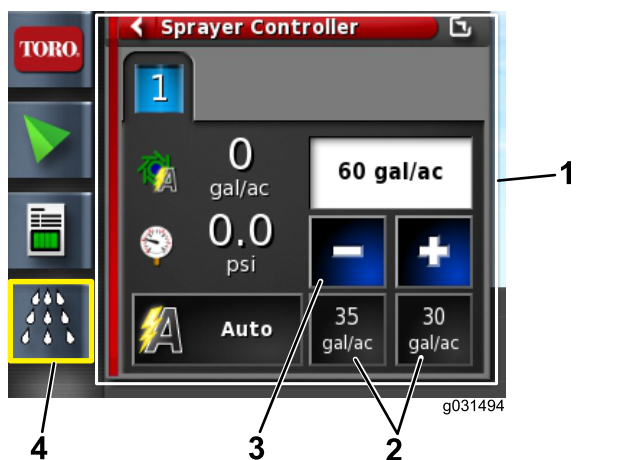 TORO.
Sprayer Controller
1
0
gal/ac
60 gal/ac
0.0
psi
A
Auto
35
gal/ac
30
gal/ac
1
g031494
4
3
2